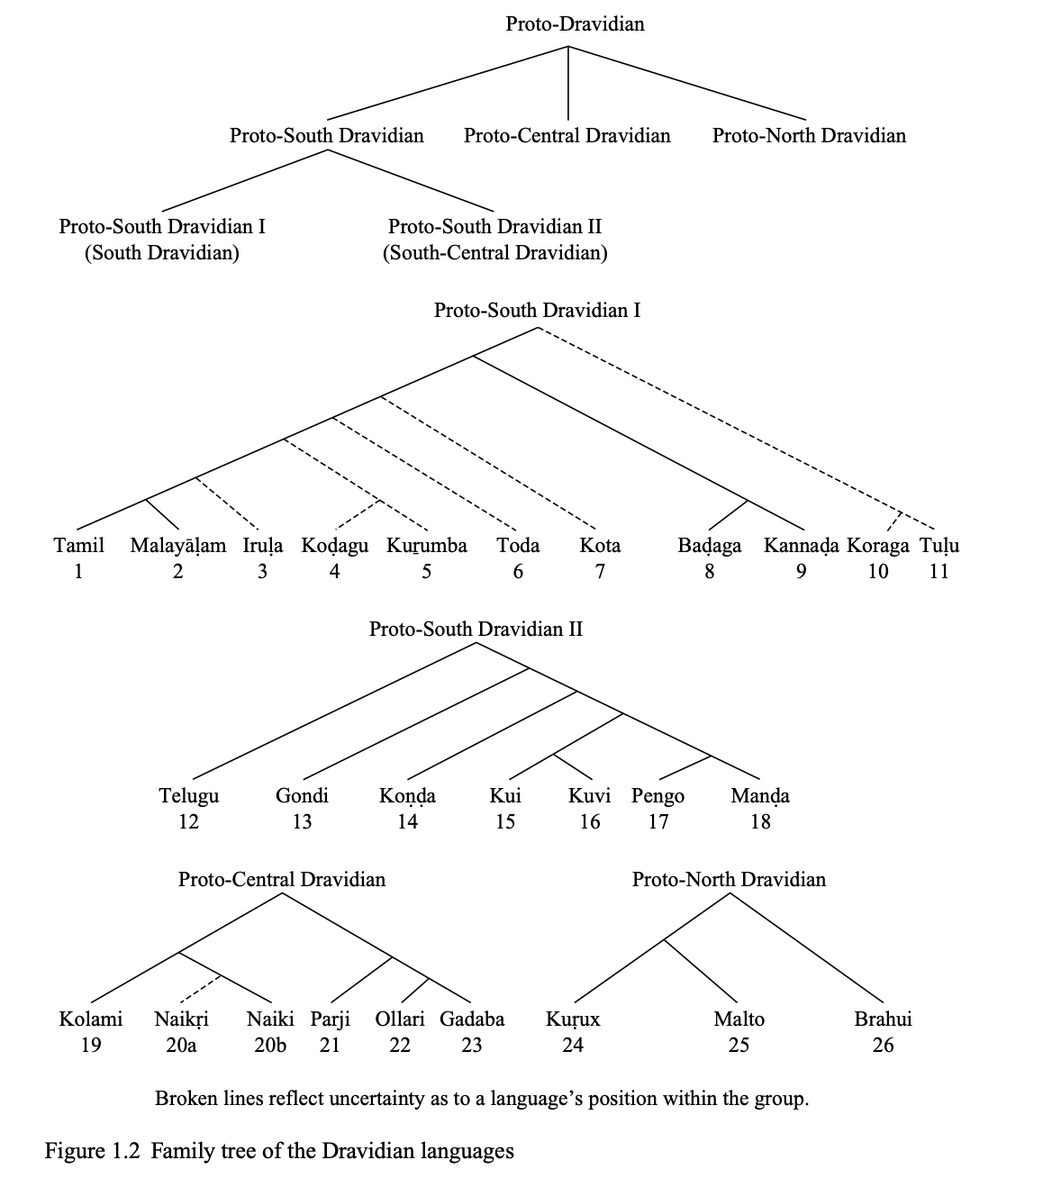 Proto-Dravidian
Proto-South Dravidian Proto-Central Dravidian Proto-North Dravidian
Proto-South Dravidian I Proto-South Dravidian II
(South Dravidian) (South-Central Dravidian)
Proto-South Dravidian I
Tamil Malayāḷam Iruḷa Koḍagu Kuṟumba Toda Kota Baḍaga Kannaḍa Koraga Tuḷu
1 2 3 4 5 6 7 8 9 10 11
Proto-South Dravidian II
Telugu Gondi Koṇḍa Kui Kuvi Pengo Manḍa
12 13 14 15 16 17 18
Proto-Central Dravidian Proto-North Dravidian
Kolami Naikṛi Naiki Parji Ollari Gadaba Kuṛux Malto Brahui
19 20a 20b 21 22 23 24 25 26
Broken lines reflect uncertainty as to a language’s position within the group.
Figure 1.2 Family tree of the Dravidian languages